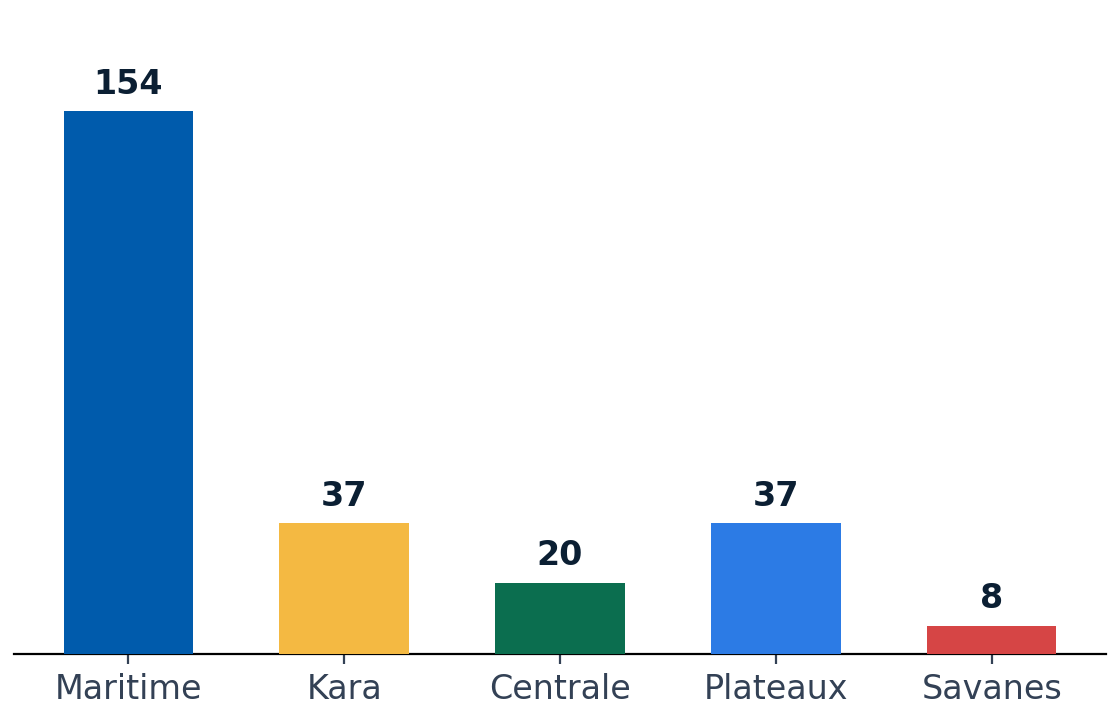 154
37
20
37
8
Maritime
Kara
Centrale
Plateaux
Savanes